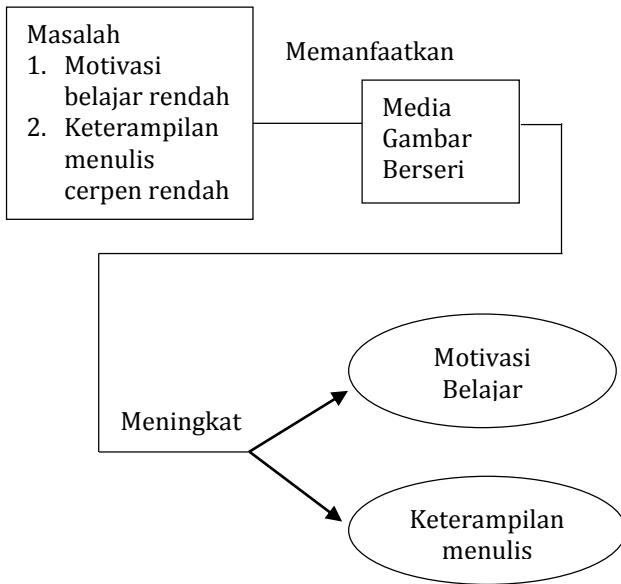 Masalah
1. Motivasi
belajar rendah
2. Keterampilan
menulis
cerpen rendah
Memanfaatkan
Media
Gambar
Berseri
Motivasi
Belajar
Meningkat
Keterampilan
menulis